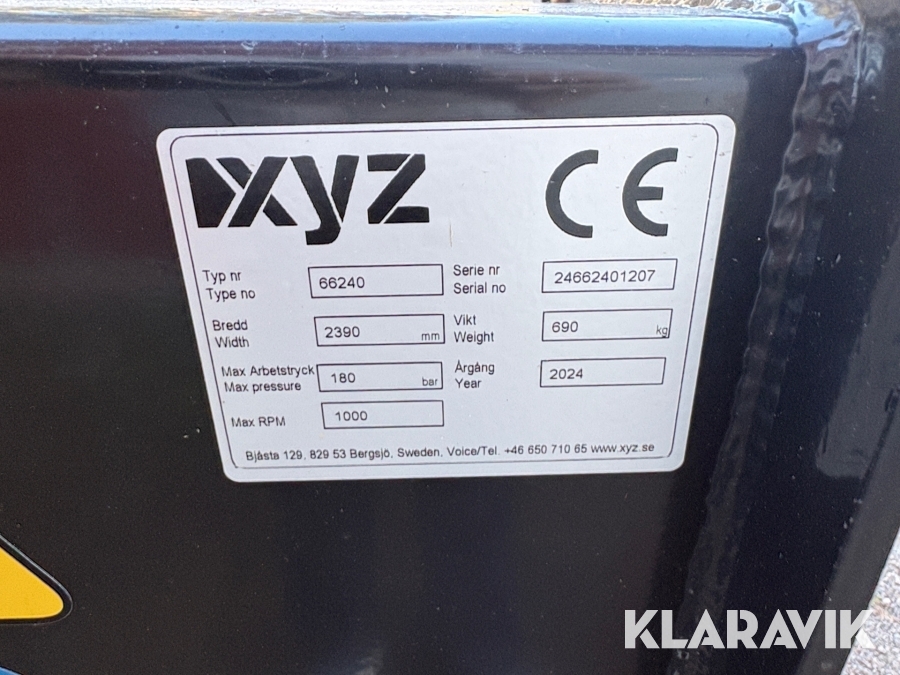 xyz CE
Typ nr
Type no
66240
Serie nr
Serial no
24662401207
Bredd
Width
2390 mm
Vikt
Weight
690 kg
Max Arbetstryck
Max pressure
180 bar
Årgång
Year
2024
Max RPM
1000
Bjåsta 129, 829 53 Bergsjö, Sweden, Voice/Tel. +46 650 710 65 www.xyz.se
KLARAVIK